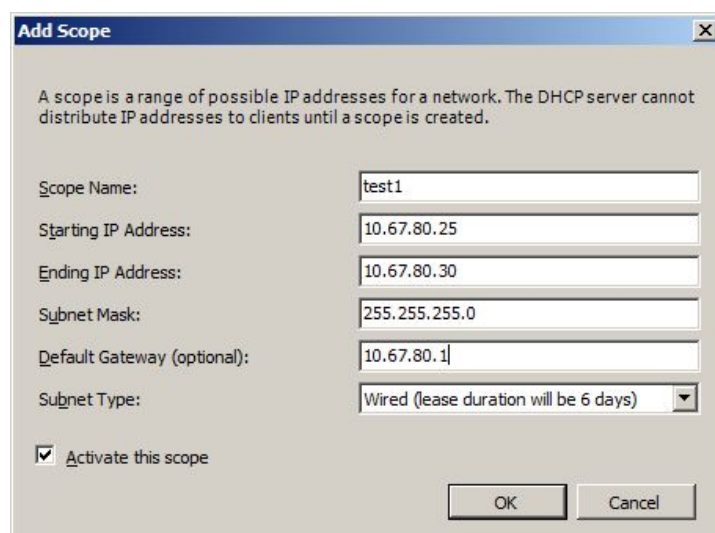 Add Scope
A scope is a range of possible IP addresses for a network. The DHCP server cannot
distribute IP addresses to clients until a scope is created.
Scope Name: test1
Starting IP Address: 10.67.80.25
Ending IP Address: 10.67.80.30
Subnet Mask: 255.255.255.0
Default Gateway (optional): 10.67.80.1
Subnet Type: Wired (lease duration will be 6 days)
Activate this scope
OK Cancel